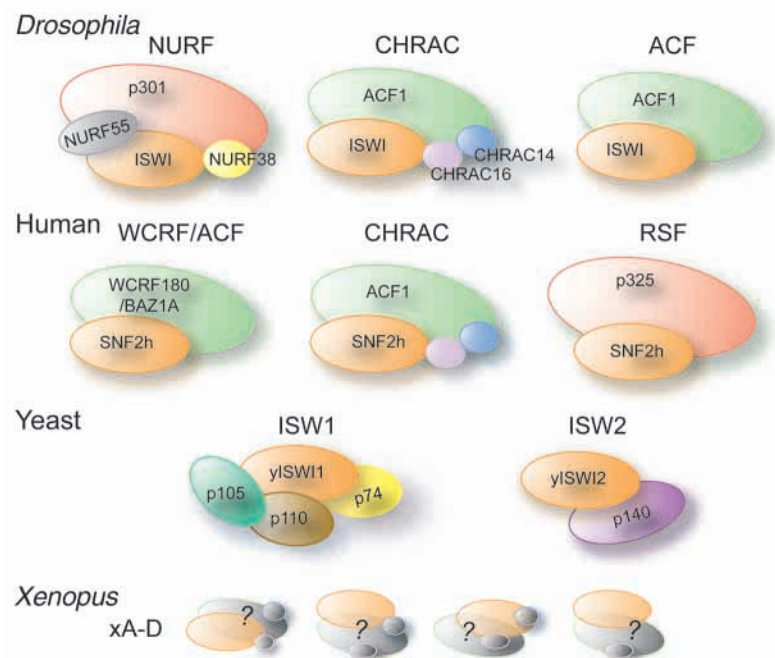 Drosophila
NURF CHRAC ACF
p301
ACF1
ACF1
NURF55
ISWI
NURF38
ISWI
CHRAC14
CHRAC16
ISWI
Human
WCRF/ACF CHRAC RSF
WCRF180
/BAZ1A
ACF1
p325
SNF2h
SNF2h
SNF2h
Yeast
ISW1 ISW2
yISWI1
p105
p110
p74
yISWI2
p140
Xenopus
xA-D
? ? ? ?